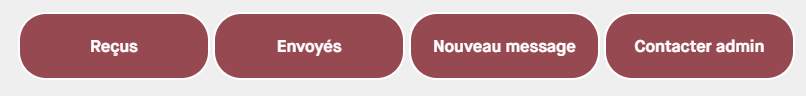 Reçus
Envoyés
Nouveau message
Contacter admin